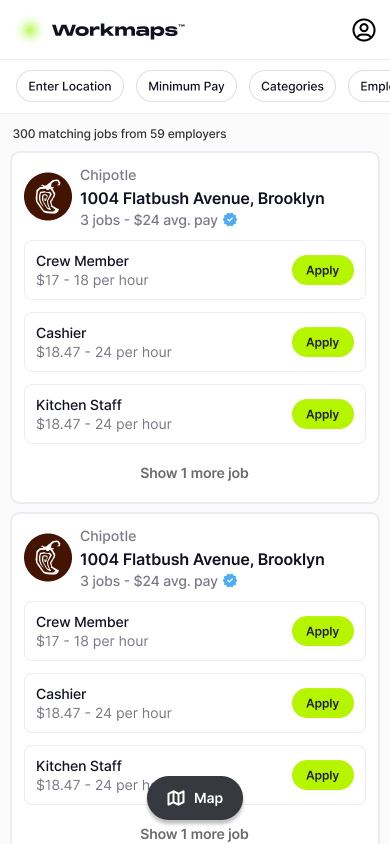 Workmaps™
Enter Location
Minimum Pay
Categories
Empl
300 matching jobs from 59 employers
Chipotle
1004 Flatbush Avenue, Brooklyn
3 jobs - $24 avg. pay
Crew Member
$17 - 18 per hour
Apply
Cashier
$18.47 - 24 per hour
Apply
Kitchen Staff
$18.47 - 24 per hour
Apply
Show 1 more job
Chipotle
1004 Flatbush Avenue, Brooklyn
3 jobs - $24 avg. pay
Crew Member
$17 - 18 per hour
Apply
Cashier
$18.47 - 24 per hour
Apply
Kitchen Staff
$18.47 - 24 per h
Apply
Map
Show 1 more job